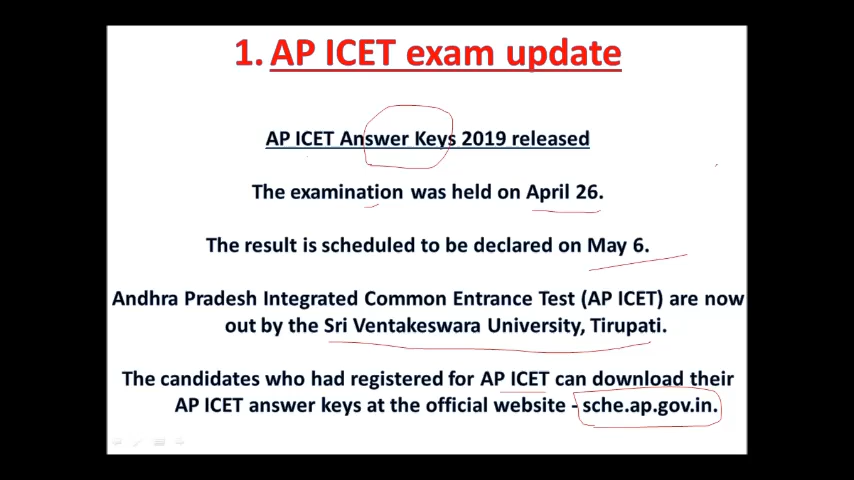 1. AP ICET exam update
AP ICET Answer Keys 2019 released
The examination was held on April 26.
The result is scheduled to be declared on May 6.
Andhra Pradesh Integrated Common Entrance Test (AP ICET) are now
out by the Sri Ventakeswara University, Tirupati.
The candidates who had registered for AP ICET can download their
AP ICET answer keys at the official website - sche.ap.gov.in.